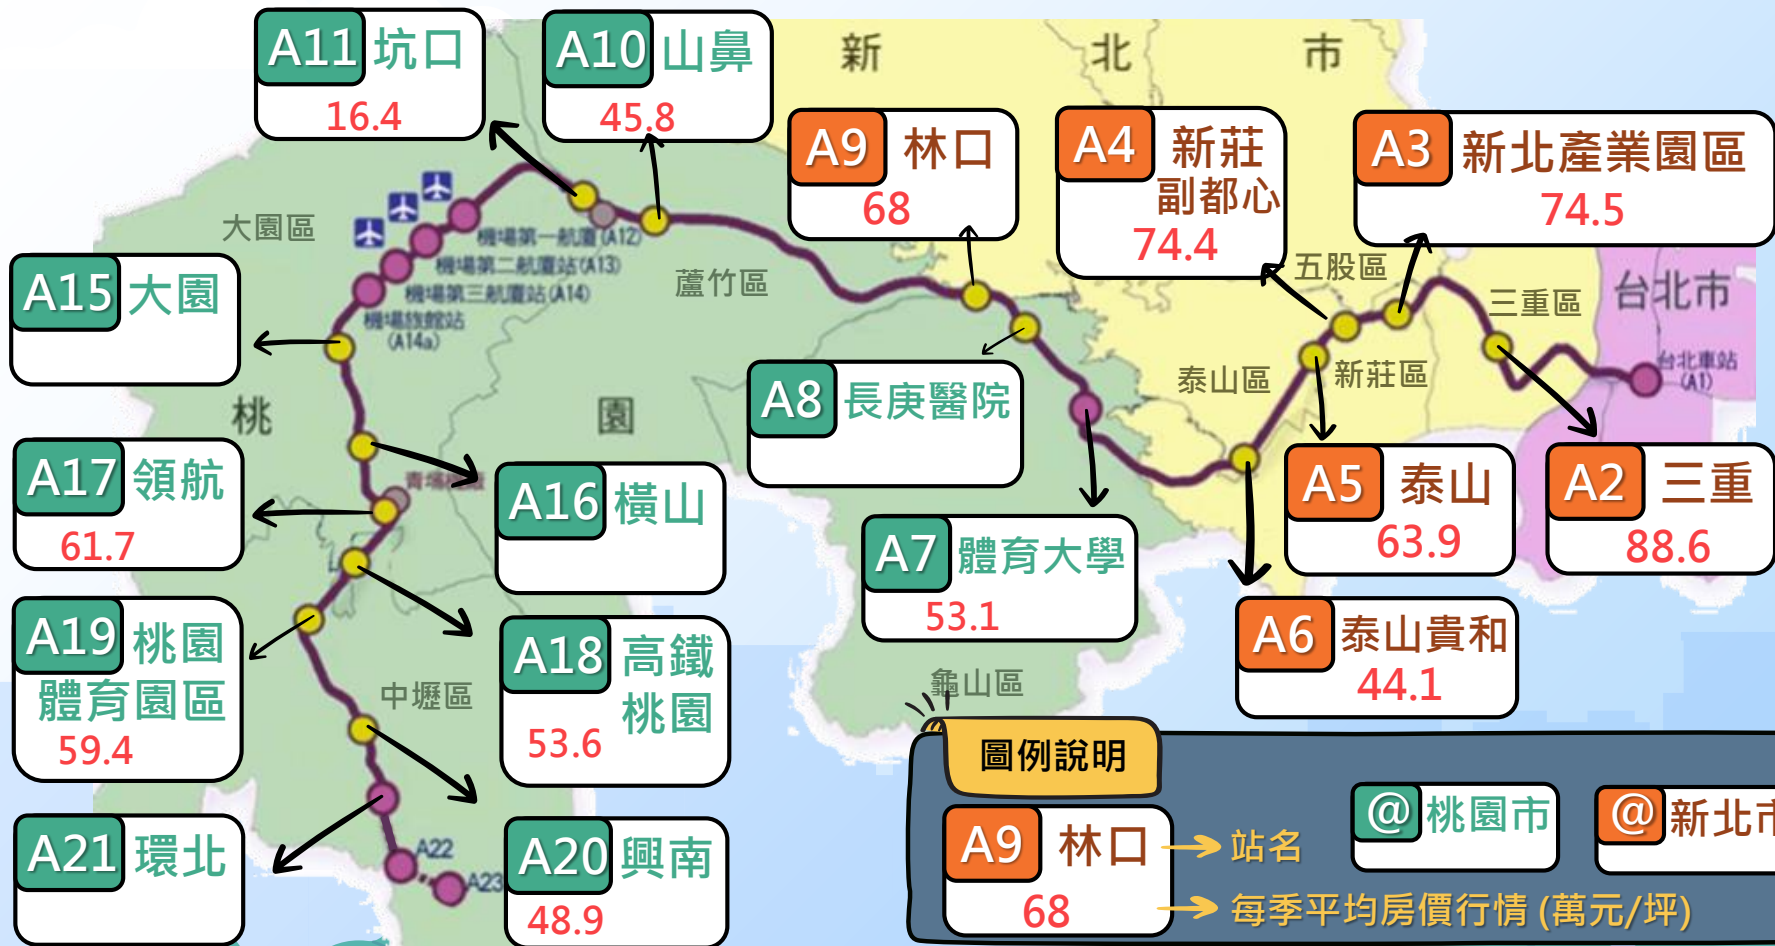 A11 坑口
16.4
A10 山鼻
45.8
新北市
A9 林口
68
A4 新莊
副都心
74.4
A3 新北產業園區
74.5
大園區
機場第一航廈(A12)
機場第二航廈站(A13)
機場第三航廈站(A14)
機場旅館站
(A14a)
蘆竹區
五股區
三重區
台北市
台北車站
(A1)
A15 大園
桃園
A8 長庚醫院
泰山區
新莊區
A17 領航
61.7
A16 橫山
A7 體育大學
53.1
A5 泰山
63.9
A2 三重
88.6
A19 桃園
體育園區
59.4
中壢區
A18 高鐵
桃園
53.6
龜山區
A6 泰山貴和
44.1
A21 環北
A22
A23
A20 興南
48.9
圖例說明
A9 林口
68
站名
每季平均房價行情 (萬元/坪)
@ 桃園市
@ 新北市